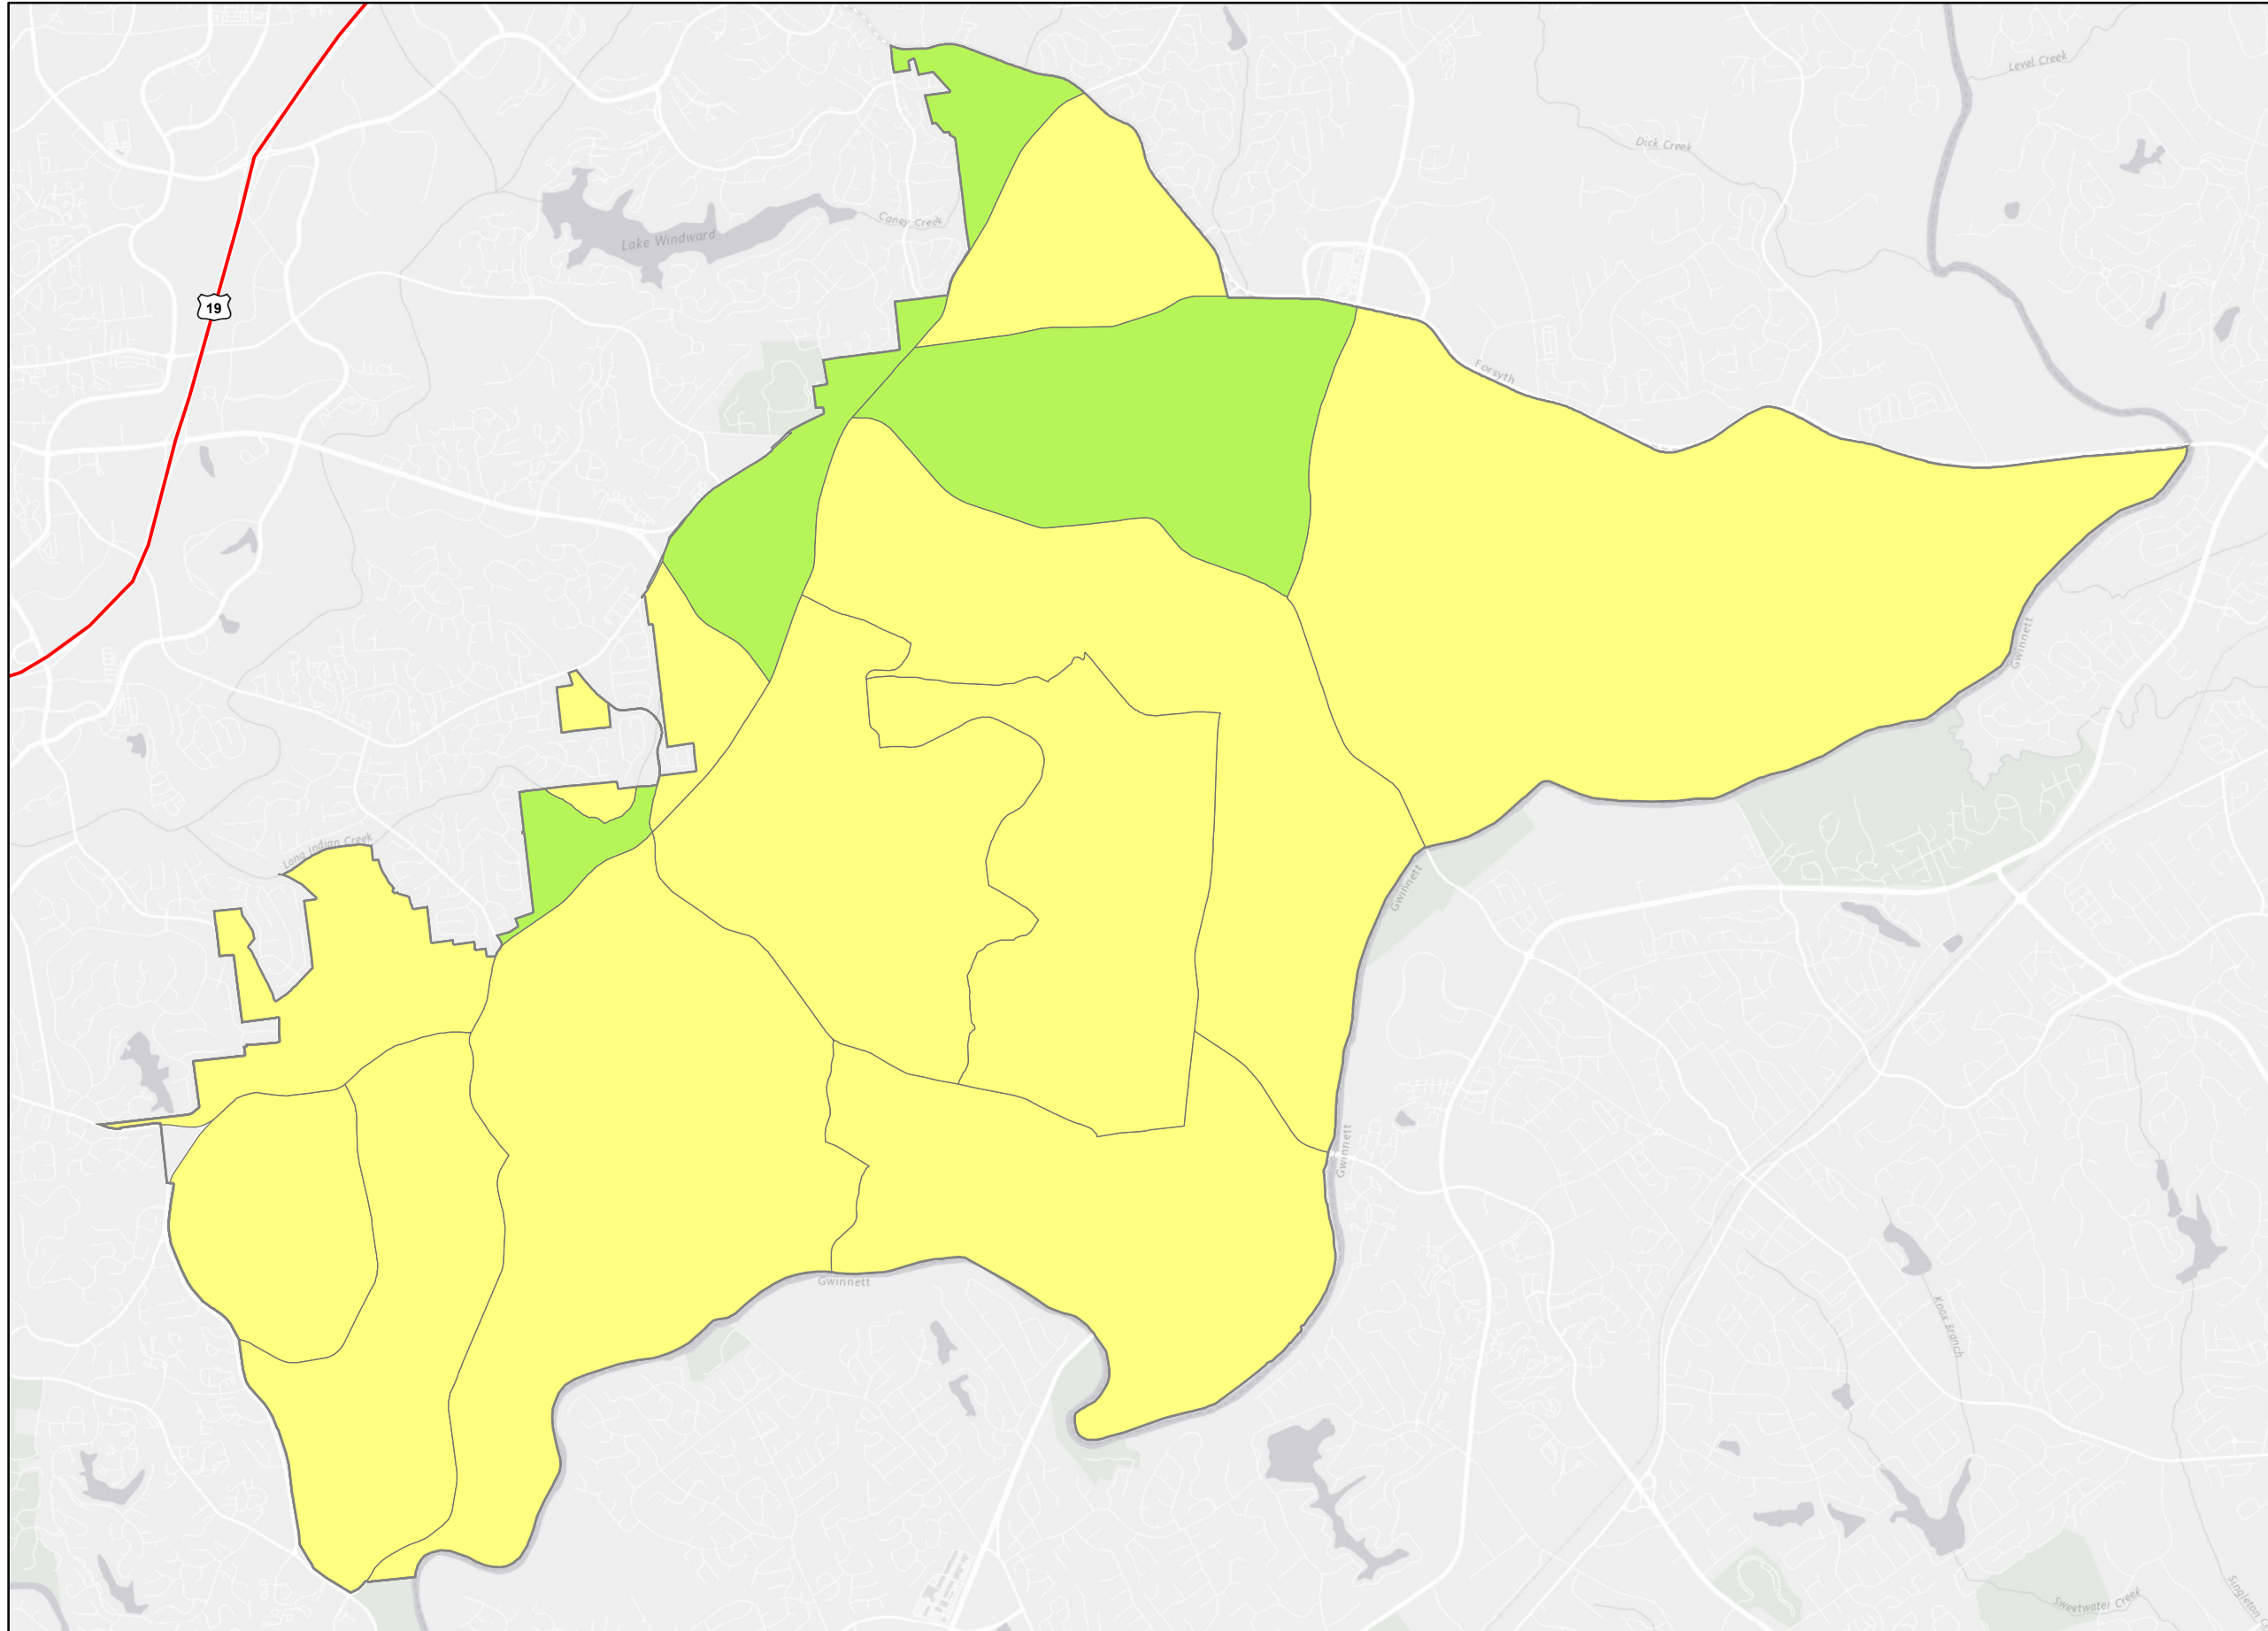 Level Creek
Dick Creek
Caney Creek
Lake Windward
19
Forsyth
Gwinnett
Long Indian Creek
Gwinnett
Gwinnett
Gwinnett
Knox Branch
Sweetwater Creek
Singleton C